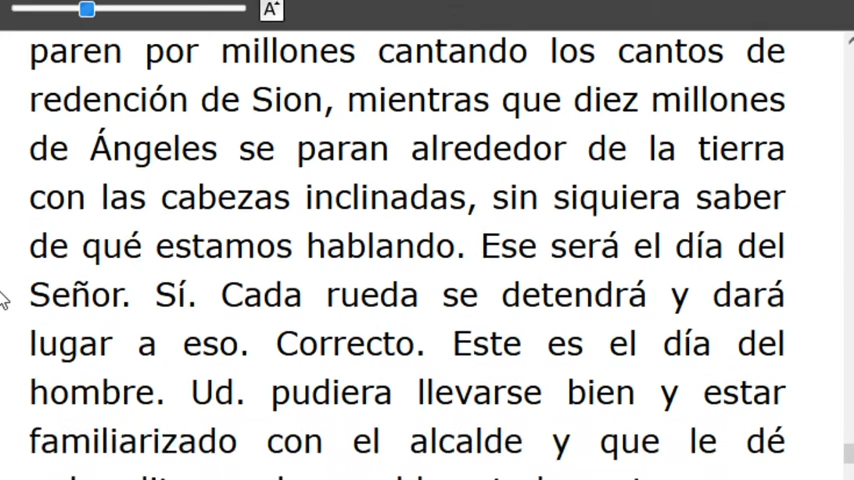 A
paren por millones cantando los cantos de
redención de Sion, mientras que diez millones
de Ángeles se paran alrededor de la tierra
con las cabezas inclinadas, sin siquiera saber
de qué estamos hablando. Ese será el día del
Señor. Sí. Cada rueda se detendrá y dará
lugar a eso. Correcto. Este es el día del
hombre. Ud. pudiera llevarse bien y estar
familiarizado con el alcalde y que le dé